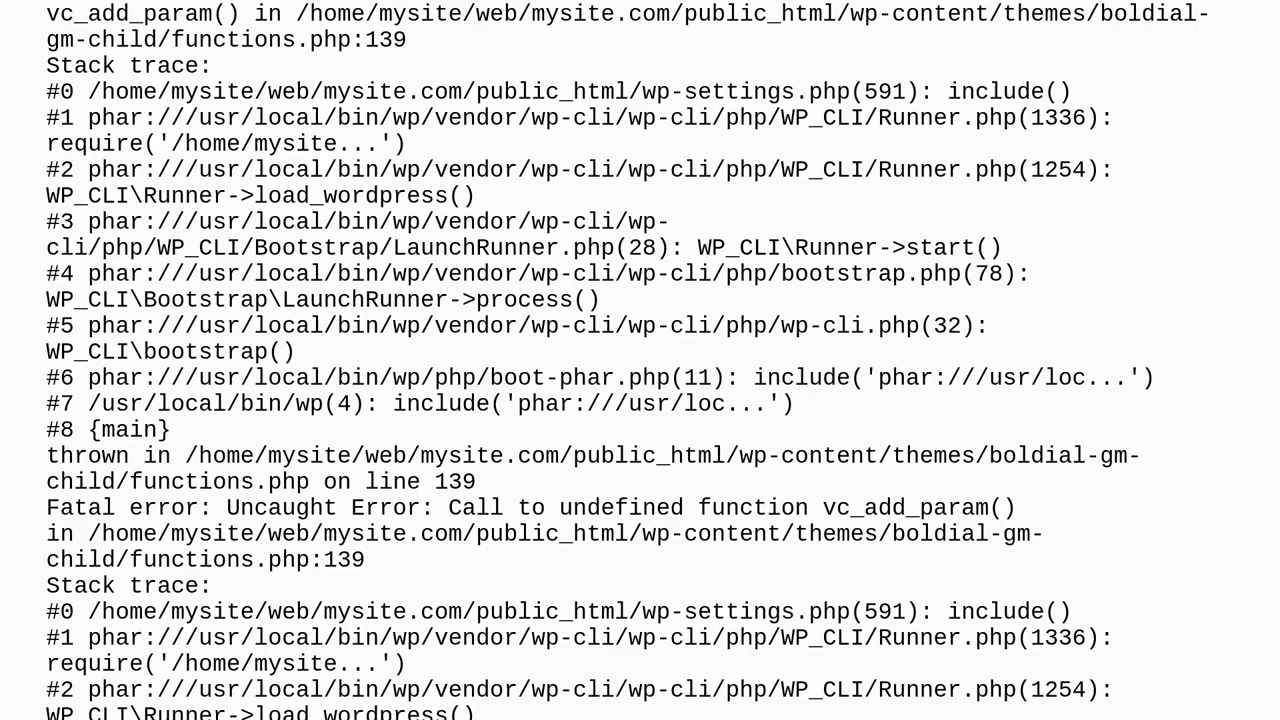 vc_add_param() in /home/mysite/web/mysite.com/public_html/wp-content/themes/boldial-
gm-child/functions.php:139
Stack trace:
#0 /home/mysite/web/mysite.com/public_html/wp-settings.php(591): include()
#1 phar:///usr/local/bin/wp/vendor/wp-cli/wp-cli/php/WP_CLI/Runner.php(1336):
require('/home/mysite...')
#2 phar:///usr/local/bin/wp/vendor/wp-cli/wp-cli/php/WP_CLI/Runner.php(1254):
WP_CLI\Runner->load_wordpress()
#3 phar:///usr/local/bin/wp/vendor/wp-cli/wp-
cli/php/WP_CLI/Bootstrap/LaunchRunner.php(28): WP_CLI\Runner->start()
#4 phar:///usr/local/bin/wp/vendor/wp-cli/wp-cli/php/bootstrap.php(78):
WP_CLI\Bootstrap\LaunchRunner->process()
#5 phar:///usr/local/bin/wp/vendor/wp-cli/wp-cli/php/wp-cli.php(32):
WP_CLI\bootstrap()
#6 phar:///usr/local/bin/wp/php/boot-phar.php(11): include('phar:///usr/loc...')
#7 /usr/local/bin/wp(4): include('phar:///usr/loc...')
#8 {main}
thrown in /home/mysite/web/mysite.com/public_html/wp-content/themes/boldial-gm-
child/functions.php on line 139
Fatal error: Uncaught Error: Call to undefined function vc_add_param()
in /home/mysite/web/mysite.com/public_html/wp-content/themes/boldial-gm-
child/functions.php:139
Stack trace:
#0 /home/mysite/web/mysite.com/public_html/wp-settings.php(591): include()
#1 phar:///usr/local/bin/wp/vendor/wp-cli/wp-cli/php/WP_CLI/Runner.php(1336):
require('/home/mysite...')
#2 phar:///usr/local/bin/wp/vendor/wp-cli/wp-cli/php/WP_CLI/Runner.php(1254):
WP_CLI\Runner->load_wordpress()